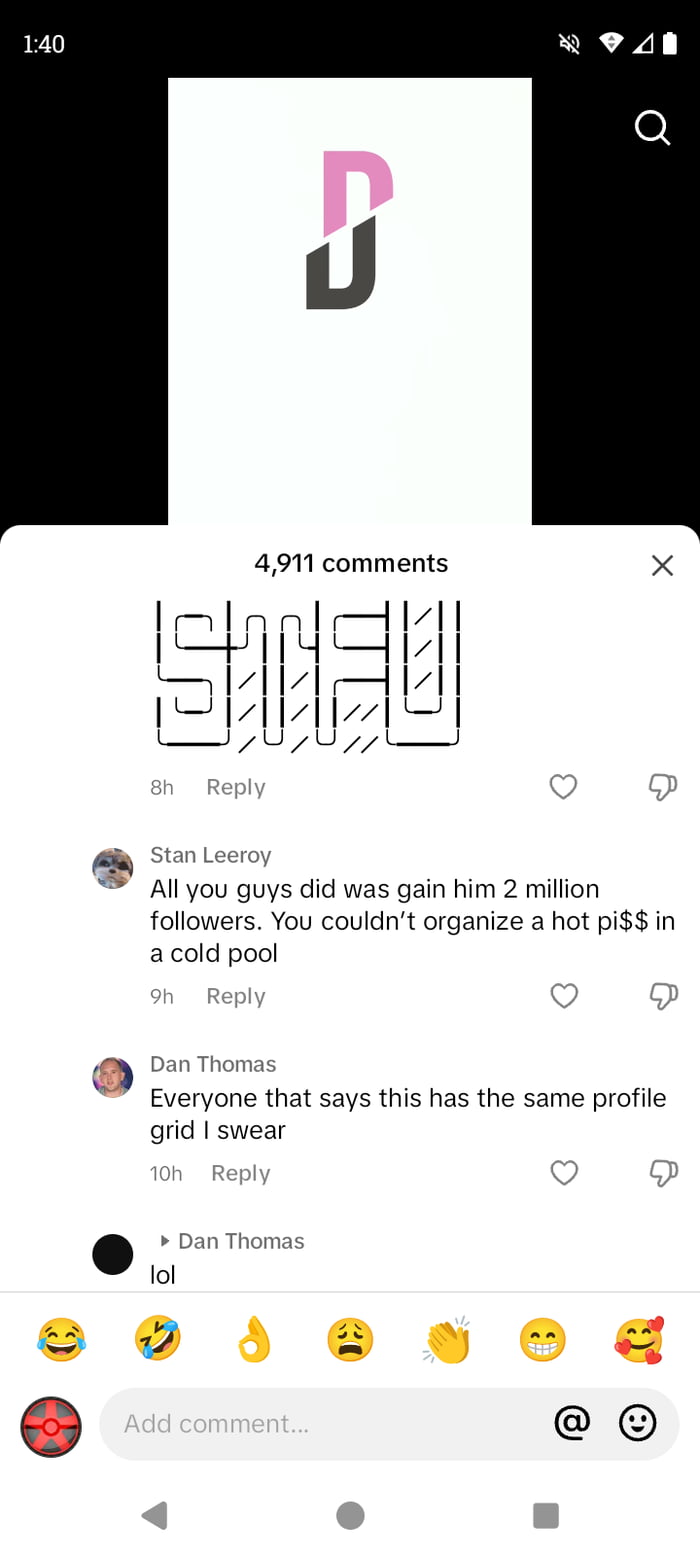 1:40
D
4,911 comments
STFU
8h Reply
Stan Leeroy
All you guys did was gain him 2 million
followers. You couldn't organize a hot pi$$ in
a cold pool
9h Reply
Dan Thomas
Everyone that says this has the same profile
grid I swear
10h Reply
Dan Thomas
lol
Add comment...